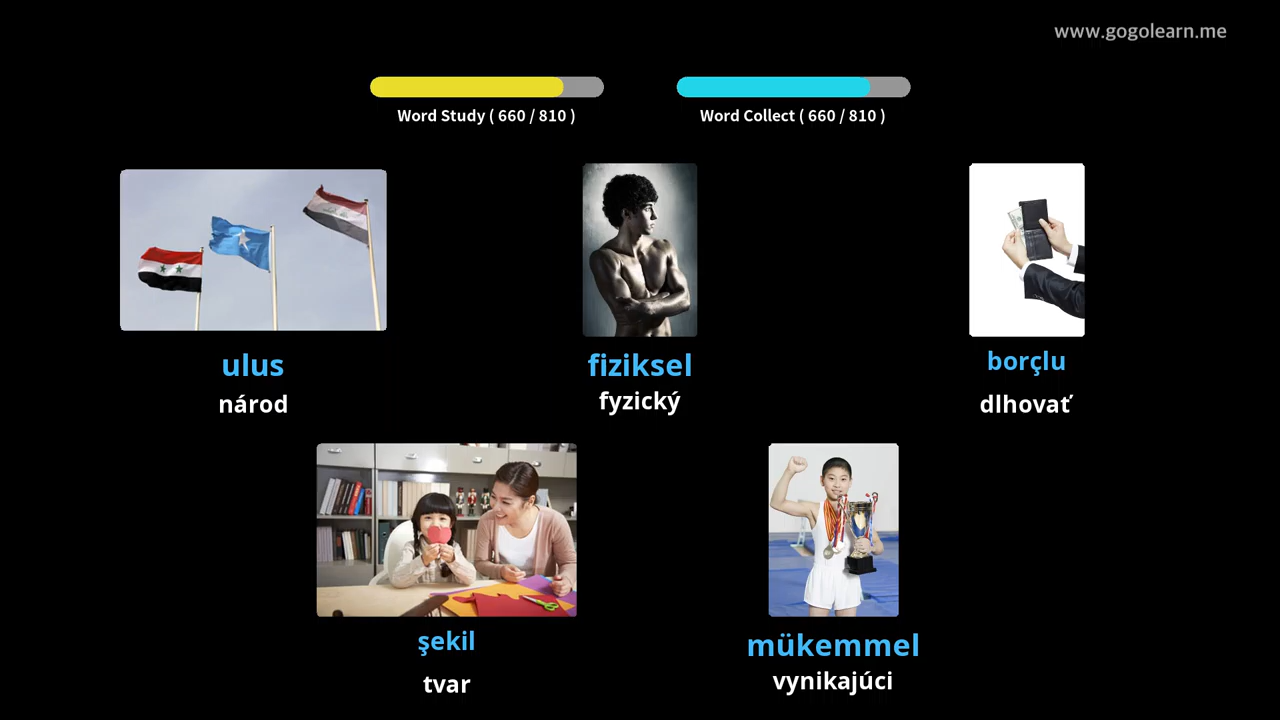 www.gogolearn.me
Word Study ( 660 / 810 )
Word Collect ( 660 / 810 )
ulus
národ
fiziksel
fyzický
borçlu
dlhovať
şekil
tvar
mükemmel
vynikajúci